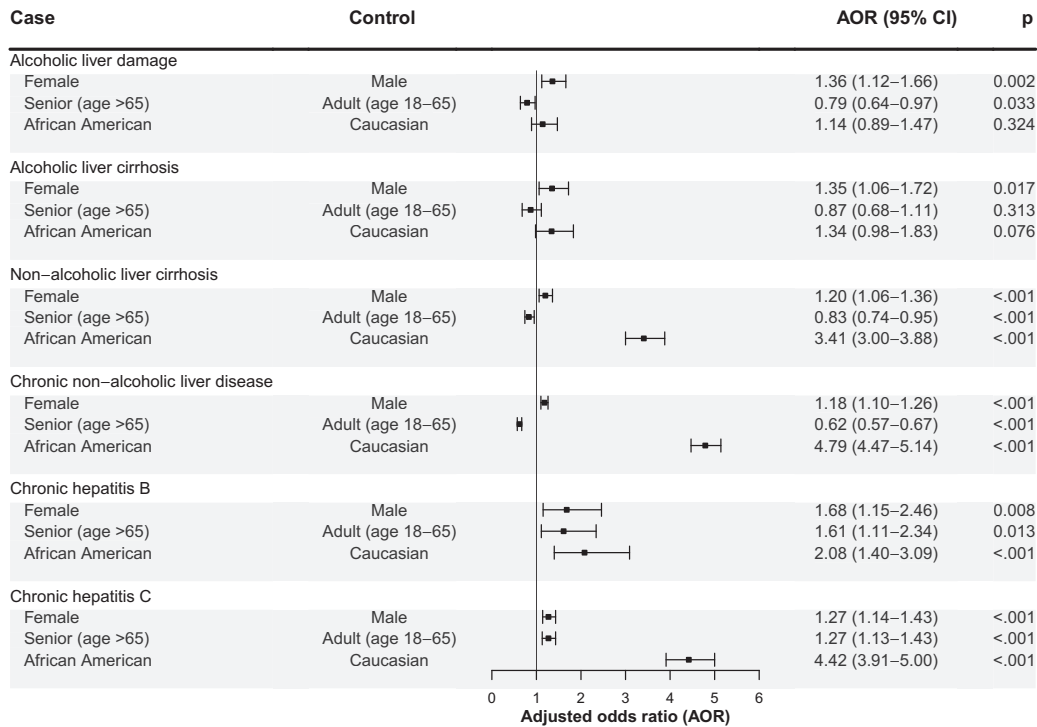 Case Control AOR (95% CI) p
Alcoholic liver damage
Female Male 1.36 (1.12−1.66) 0.002
Senior (age >65) Adult (age 18−65) 0.79 (0.64−0.97) 0.033
African American Caucasian 1.14 (0.89−1.47) 0.324
Alcoholic liver cirrhosis
Female Male 1.35 (1.06−1.72) 0.017
Senior (age >65) Adult (age 18−65) 0.87 (0.68−1.11) 0.313
African American Caucasian 1.34 (0.98−1.83) 0.076
Non−alcoholic liver cirrhosis
Female Male 1.20 (1.06−1.36) <.001
Senior (age >65) Adult (age 18−65) 0.83 (0.74−0.95) <.001
African American Caucasian 3.41 (3.00−3.88) <.001
Chronic non−alcoholic liver disease
Female Male 1.18 (1.10−1.26) <.001
Senior (age >65) Adult (age 18−65) 0.62 (0.57−0.67) <.001
African American Caucasian 4.79 (4.47−5.14) <.001
Chronic hepatitis B
Female Male 1.68 (1.15−2.46) 0.008
Senior (age >65) Adult (age 18−65) 1.61 (1.11−2.34) 0.013
African American Caucasian 2.08 (1.40−3.09) <.001
Chronic hepatitis C
Female Male 1.27 (1.14−1.43) <.001
Senior (age >65) Adult (age 18−65) 1.27 (1.13−1.43) <.001
African American Caucasian 4.42 (3.91−5.00) <.001
0 1 2 3 4 5 6
Adjusted odds ratio (AOR)